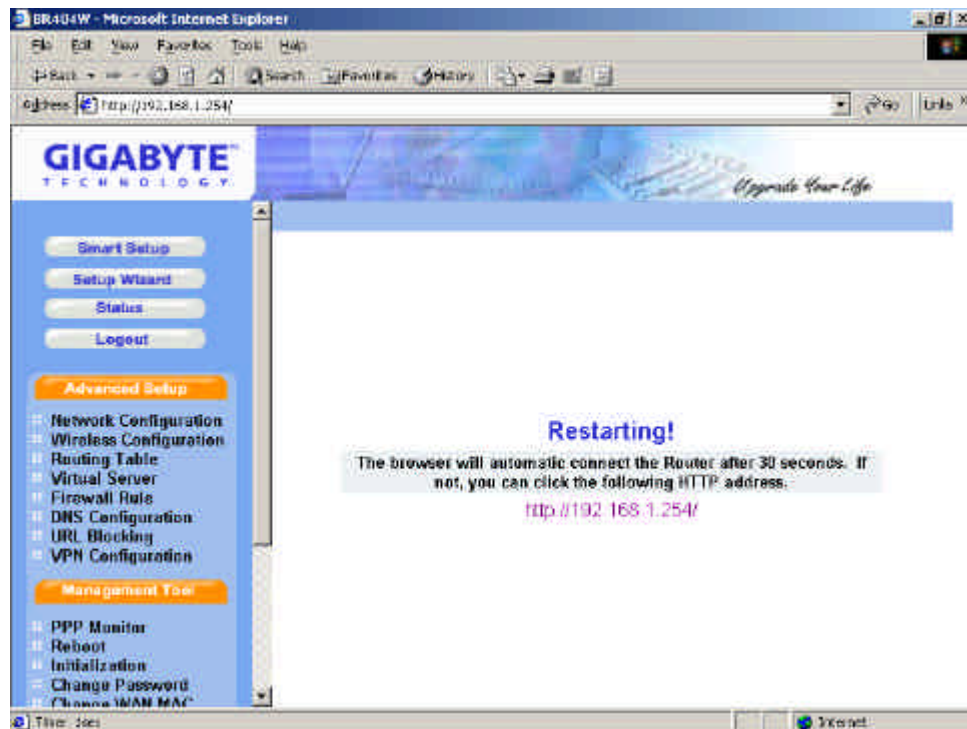 BR404W - Microsoft Internet Explorer
File Edit View Favorites Tools Help
Back Search Favorites History
Address http://192.168.1.254/ Go Links
GIGABYTE™
TECHNOLOGY
Upgrade Your Life
Smart Setup
Setup Wizard
Status
Logout
Advanced Setup
Network Configuration
Wireless Configuration
Routing Table
Virtual Server
Firewall Rule
DNS Configuration
URL Blocking
VPN Configuration
Management Tool
PPP Monitor
Reboot
Initialization
Change Password
Change WAN MAC
Restarting!
The browser will automatic connect the Router after 30 seconds. If
not, you can click the following HTTP address.
http://192.168.1.254/
Internet